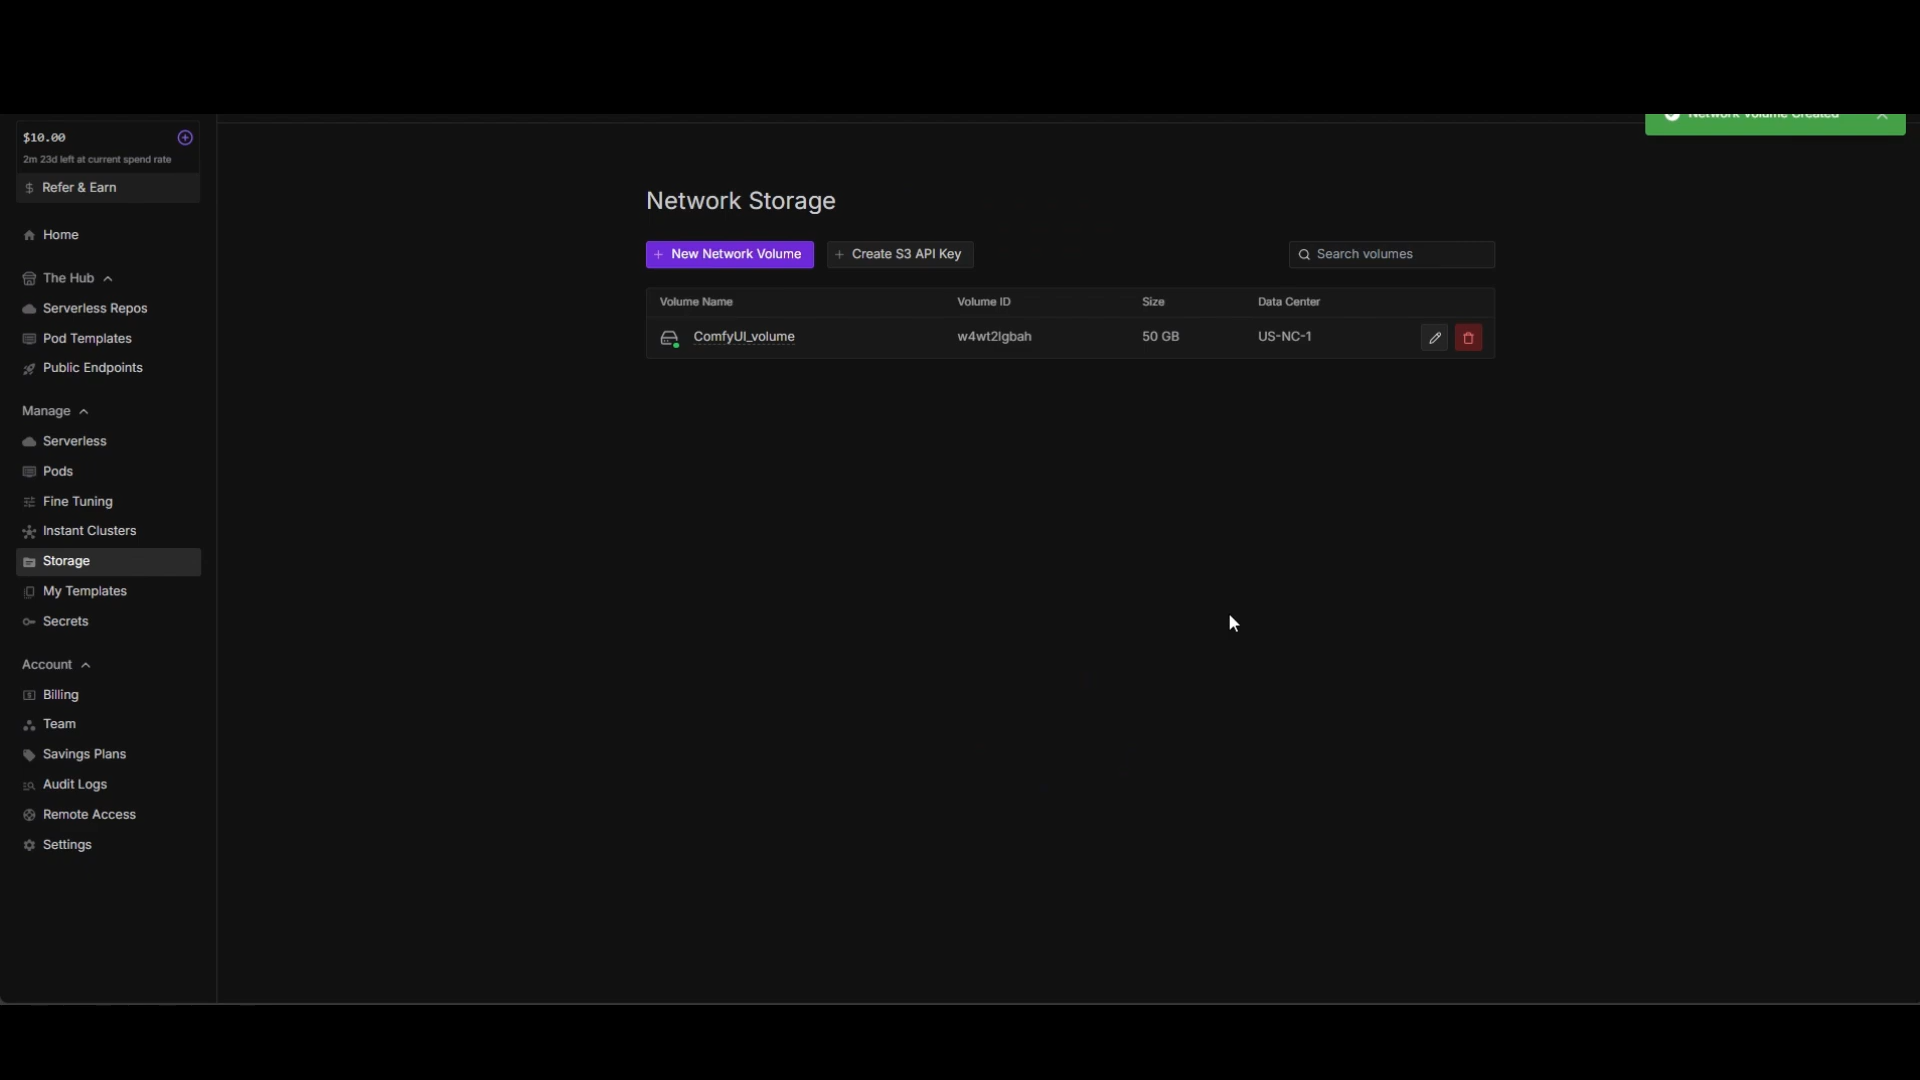 $10.00
2m 23d left at current spend rate
Refer & Earn
Home
The Hub
Serverless Repos
Pod Templates
Public Endpoints
Manage
Serverless
Pods
Fine Tuning
Instant Clusters
Storage
My Templates
Secrets
Account
Billing
Team
Savings Plans
Audit Logs
Remote Access
Settings
Network Volume Created
Network Storage
+ New Network Volume
+ Create S3 API Key
Search volumes
Volume Name Volume ID Size Data Center
ComfyUI_volume w4wt2lgbah 50 GB US-NC-1